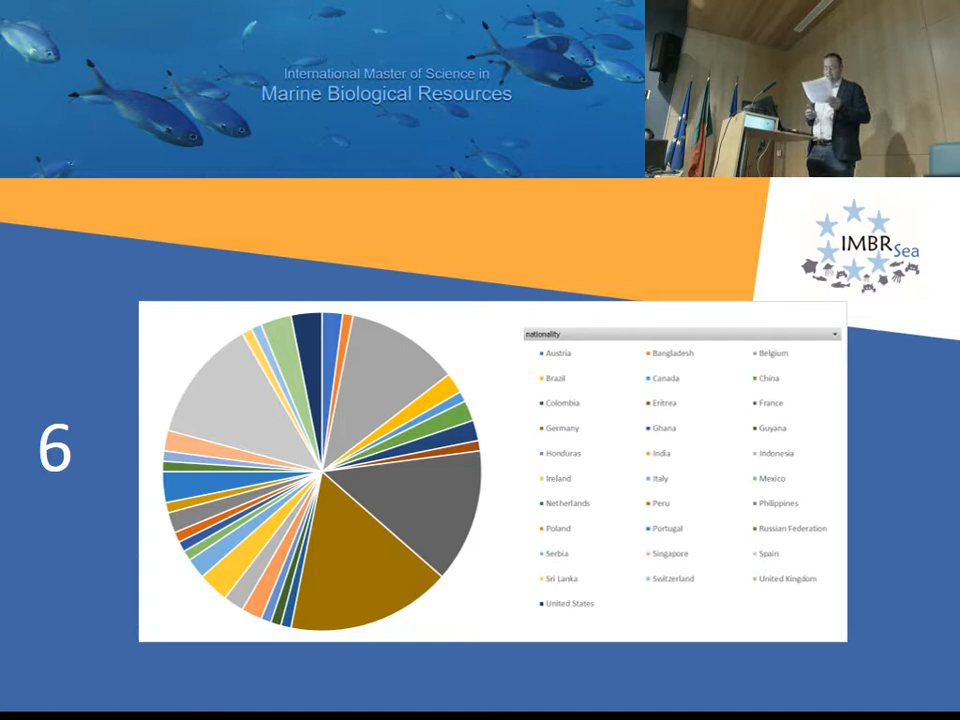 International Master of Science in
Marine Biological Resources
IMBRSea
6
nationality
Austria Bangladesh Belgium
Brazil Canada China
Colombia Eritrea France
Germany Ghana Guyana
Honduras India Indonesia
Ireland Italy Mexico
Netherlands Peru Philippines
Poland Portugal Russian Federation
Serbia Singapore Spain
Sri Lanka Switzerland United Kingdom
United States